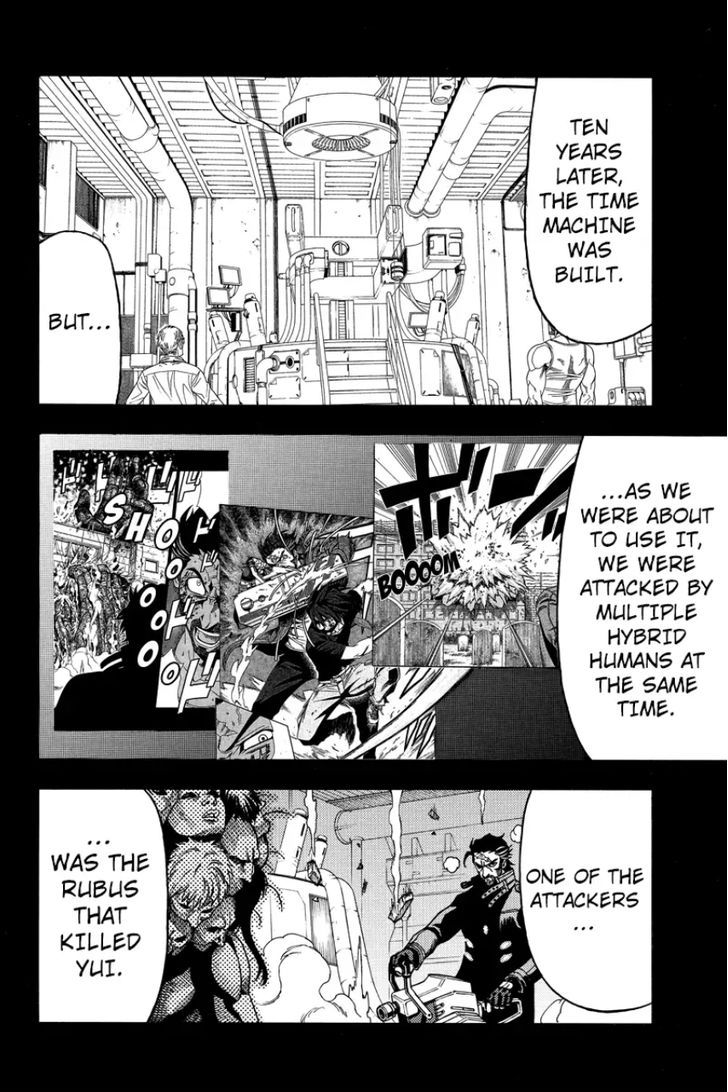 TEN
YEARS
LATER,
THE TIME
MACHINE
WAS
BUILT.
BUT...
...AS WE
WERE ABOUT
TO USE IT,
WE WERE
ATTACKED BY
MULTIPLE
HYBRID
HUMANS AT
THE SAME
TIME.
BOOOOM
SHOOOOOO
ONE OF THE
ATTACKERS
...
...
WAS THE
RUBUS
THAT
KILLED
YUI.